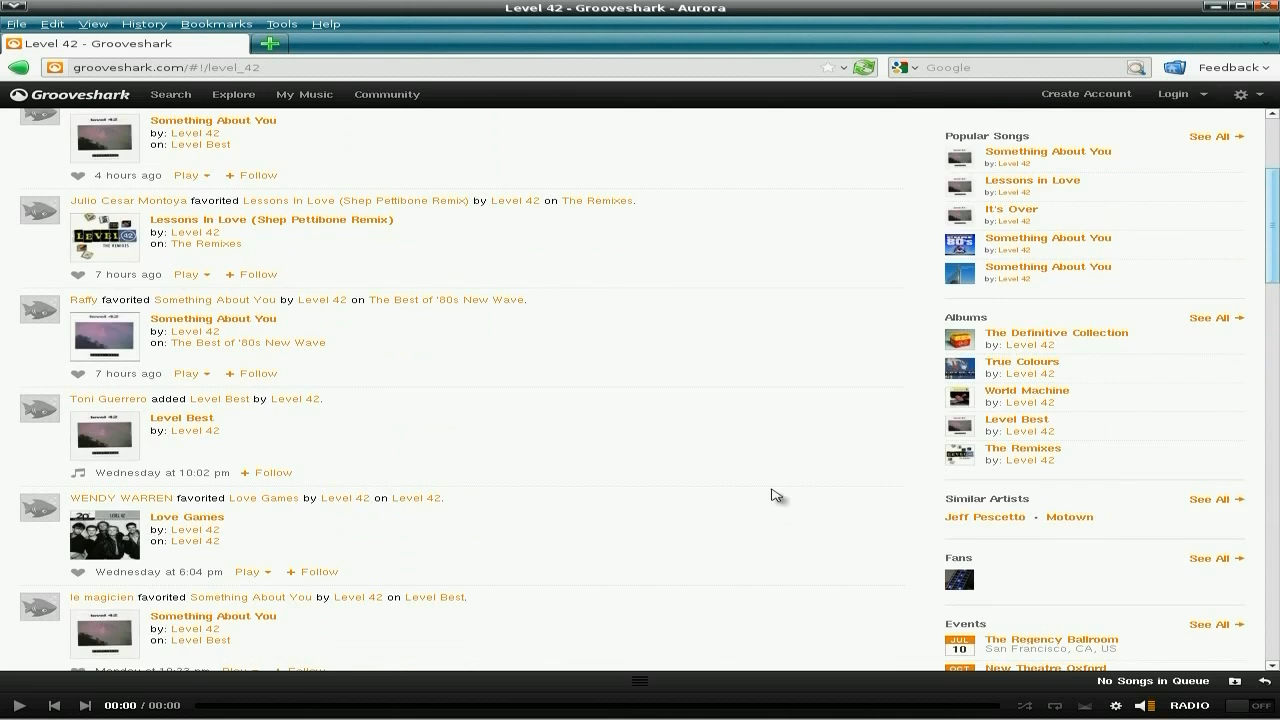 Level 42 - Grooveshark - Aurora
File Edit View History Bookmarks Tools Help
Level 42 - Grooveshark
grooveshark.com/#!/level_42
Google
Feedback
Grooveshark Search Explore My Music Community Create Account Login
Something About You
by: Level 42
on: Level Best
4 hours ago Play + Follow
Julio Cesar Montoya favorited Lessons In Love (Shep Pettibone Remix) by Level 42 on The Remixes.
Lessons In Love (Shep Pettibone Remix)
by: Level 42
on: The Remixes
7 hours ago Play + Follow
Raffy favorited Something About You by Level 42 on The Best of '80s New Wave.
Something About You
by: Level 42
on: The Best of '80s New Wave
7 hours ago Play + Follow
Toni Guerrero added Level Best by Level 42.
Level Best
by: Level 42
Wednesday at 10:02 pm + Follow
WENDY WARREN favorited Love Games by Level 42 on Level 42.
Love Games
by: Level 42
on: Level 42
Wednesday at 6:04 pm Play + Follow
le magicien favorited Something About You by Level 42 on Level Best.
Something About You
by: Level 42
on: Level Best
Popular Songs See All
Something About You
by: Level 42
Lessons in Love
by: Level 42
It's Over
by: Level 42
Something About You
by: Level 42
Something About You
by: Level 42
Albums See All
The Definitive Collection
by: Level 42
True Colours
by: Level 42
World Machine
by: Level 42
Level Best
by: Level 42
The Remixes
by: Level 42
Similar Artists See All
Jeff Pescetto • Motown
Fans See All
Events See All
JUL
10
The Regency Ballroom
San Francisco, CA, US
OCT
New Theatre Oxford
No Songs in Queue
00:00 / 00:00
RADIO OFF